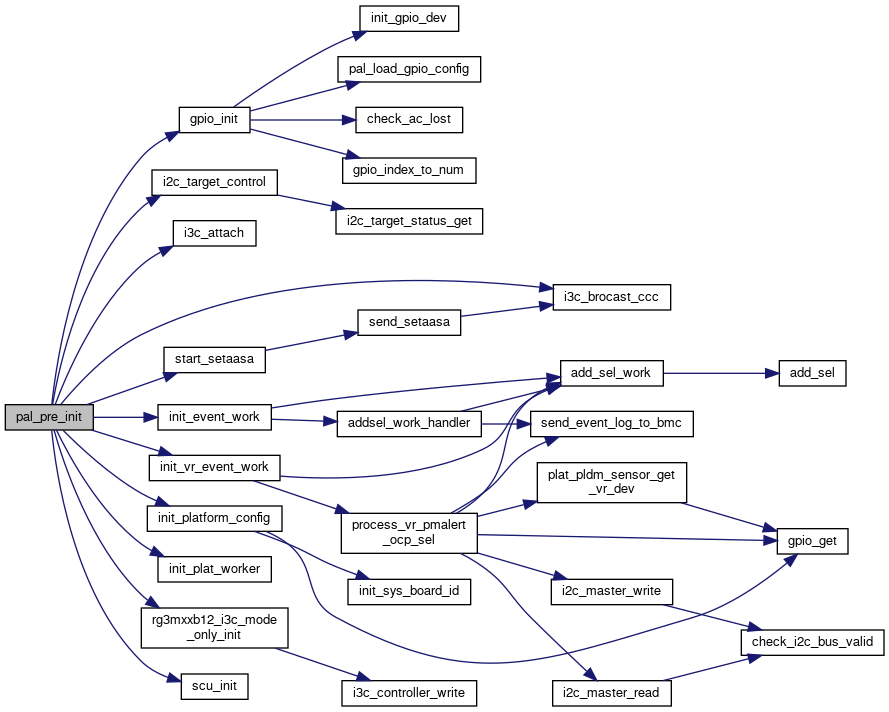 init_gpio_dev
pal_load_gpio_config
gpio_init
check_ac_lost
gpio_index_to_num
i2c_target_control
i2c_target_status_get
i3c_attach
i3c_brocast_ccc
send_setaasa
start_setaasa
add_sel_work
add_sel
pal_pre_init
init_event_work
addsel_work_handler
send_event_log_to_bmc
init_vr_event_work
plat_pldm_sensor_get
_vr_dev
init_platform_config
process_vr_pmalert
_ocp_sel
gpio_get
init_plat_worker
init_sys_board_id
i2c_master_write
rg3mxxb12_i3c_mode
_only_init
check_i2c_bus_valid
scu_init
i3c_controller_write
i2c_master_read